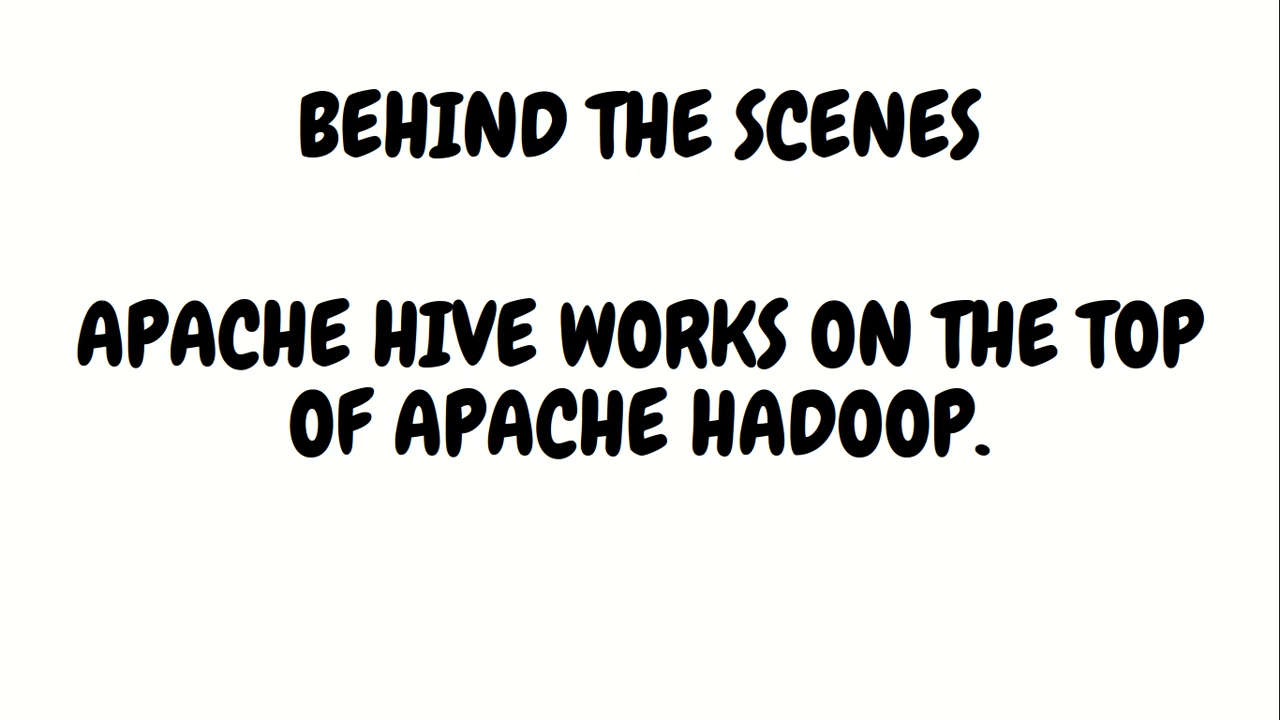 BEHIND THE SCENES
APACHE HIVE WORKS ON THE TOP
OF APACHE HADOOP.